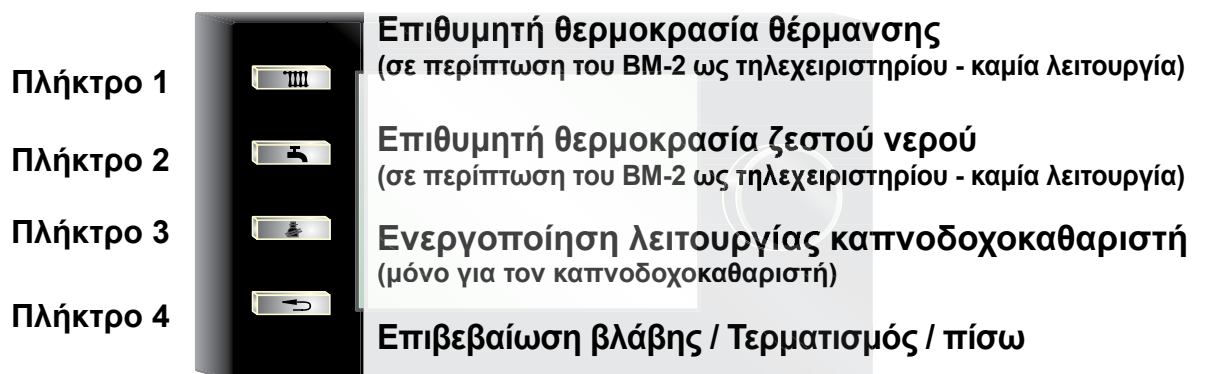 Επιθυμητή θερμοκρασία θέρμανσης
Πλήκτρο 1
(σε περίπτωση του BM-2 ως τηλεχειριστηρίου - καμία λειτουργία)
Επιθυμητή θερμοκρασία ζεστού νερού
Πλήκτρο 2
(σε περίπτωση του BM-2 ως τηλεχειριστηρίου - καμία λειτουργία)
Πλήκτρο 3
Ενεργοποίηση λειτουργίας καπνοδοχοκαθαριστή
(μόνο για τον καπνοδοχοκαθαριστή)
Πλήκτρο 4
Επιβεβαίωση βλάβης / Τερματισμός / πίσω